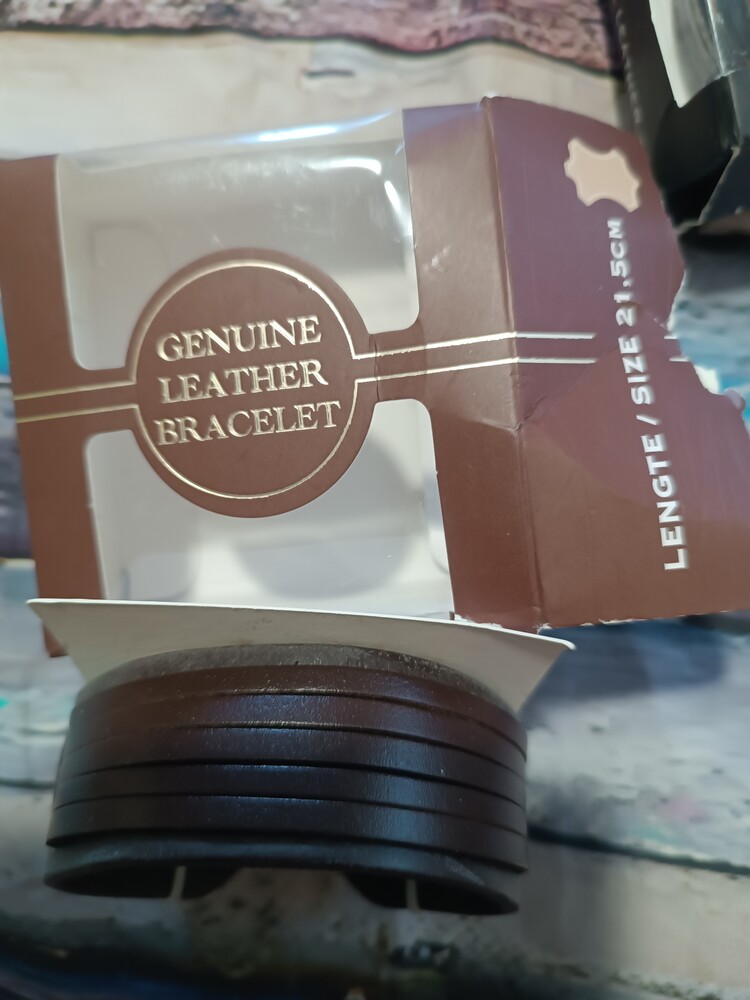 GENUINE
LEATHER
BRACELET
LENGTE / SIZE 21,5CM